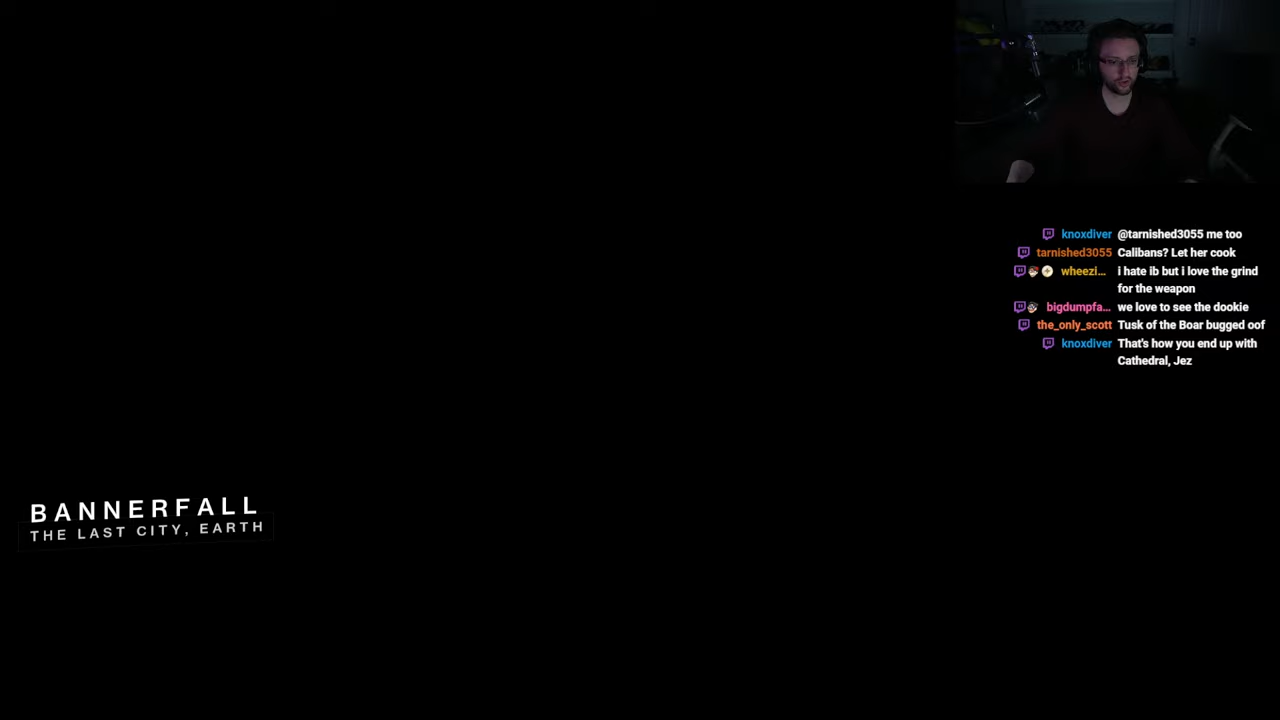 knoxdiver @tarnished3055 me too
tarnished3055 Calibans? Let her cook
wheezi... i hate ib but i love the grind
for the weapon
bigdumpfa... we love to see the dookie
the_only_scott Tusk of the Boar bugged oof
knoxdiver That's how you end up with
Cathedral, Jez
BANNERFALL
THE LAST CITY, EARTH